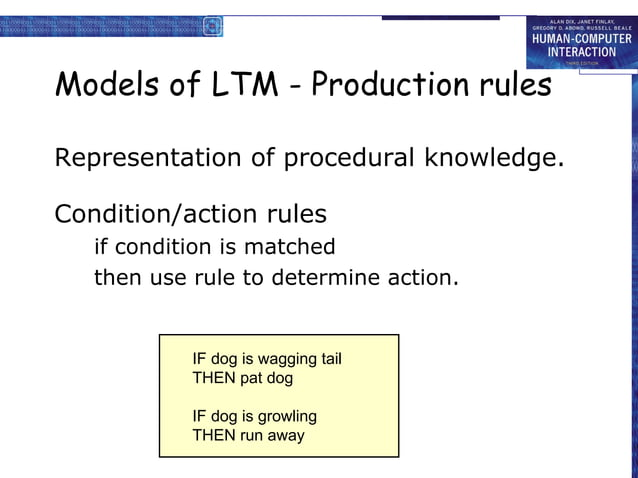 ALAN DIX, JANET FINLAY,
GREGORY D. ABOWD, RUSSELL BEALE
HUMAN-COMPUTER
INTERACTION
THIRD EDITION
Models of LTM - Production rules
Representation of procedural knowledge.
Condition/action rules
if condition is matched
then use rule to determine action.
IF dog is wagging tail
THEN pat dog
IF dog is growling
THEN run away